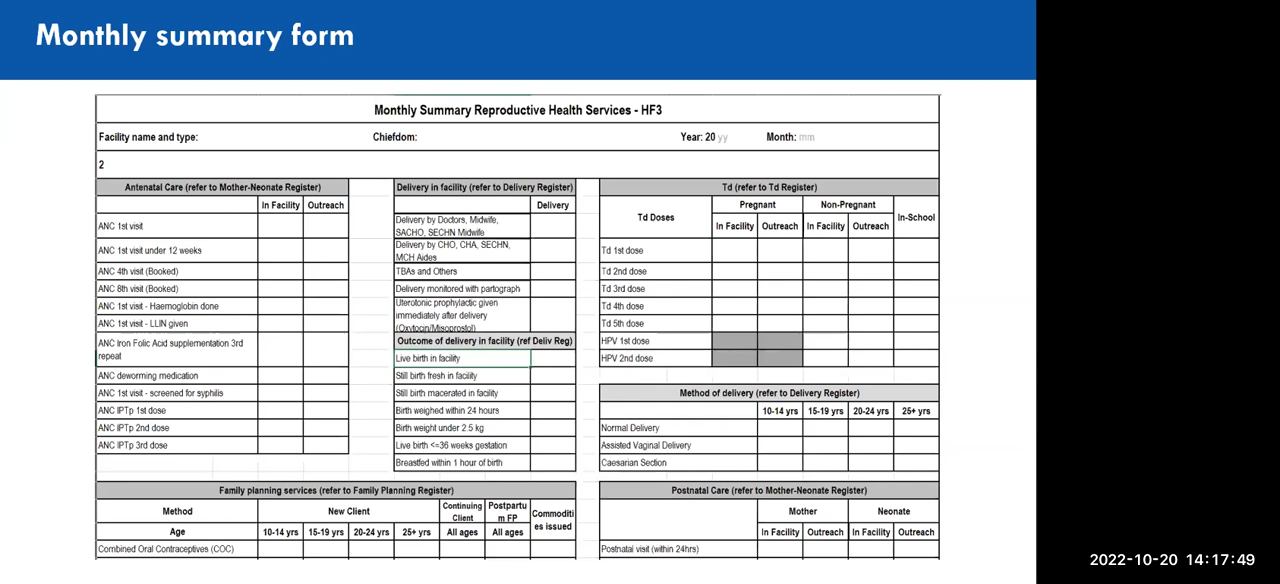 Monthly summary form
Monthly Summary Reproductive Health Services - HF3
Facility name and type: Chiefdom: Year: 20 yy Month: mm
2
Antenatal Care (refer to Mother-Neonate Register)
In Facility Outreach
ANC 1st visit
ANC 1st visit under 12 weeks
ANC 4th visit (Booked)
ANC 8th visit (Booked)
ANC 1st visit - Haemoglobin done
ANC 1st visit - LLIN given
ANC Iron Folic Acid supplementation 3rd
repeat
ANC deworming medication
ANC 1st visit - screened for syphilis
ANC IPTp 1st dose
ANC IPTp 2nd dose
ANC IPTp 3rd dose
Delivery in facility (refer to Delivery Register)
Delivery
Delivery by Doctors, Midwife,
SACHO, SECHN Midwife
Delivery by CHO, CHA, SECHN,
MCH Aides
TBAs and Others
Delivery monitored with partograph
Uterotonic prophylactic given
immediately after delivery
(Oxytocin/Misoprostol)
Outcome of delivery in facility (ref Deliv Reg)
Live birth in facility
Still birth fresh in facility
Still birth macerated in facility
Birth weighed within 24 hours
Birth weight under 2.5 kg
Live birth <=36 weeks gestation
Breastfed within 1 hour of birth
Td (refer to Td Register)
Td Doses Pregnant Non-Pregnant In-School
In Facility Outreach In Facility Outreach
Td 1st dose
Td 2nd dose
Td 3rd dose
Td 4th dose
Td 5th dose
HPV 1st dose
HPV 2nd dose
Method of delivery (refer to Delivery Register)
10-14 yrs 15-19 yrs 20-24 yrs 25+ yrs
Normal Delivery
Assisted Vaginal Delivery
Caesarian Section
Family planning services (refer to Family Planning Register)
Method New Client Continuing Client Postpartu m FP Commoditi es issued
Age 10-14 yrs 15-19 yrs 20-24 yrs 25+ yrs All ages All ages
Combined Oral Contraceptives (COC)
Postnatal Care (refer to Mother-Neonate Register)
Mother Neonate
In Facility Outreach In Facility Outreach
Postnatal visit (within 24hrs)
2022-10-20 14:17:49